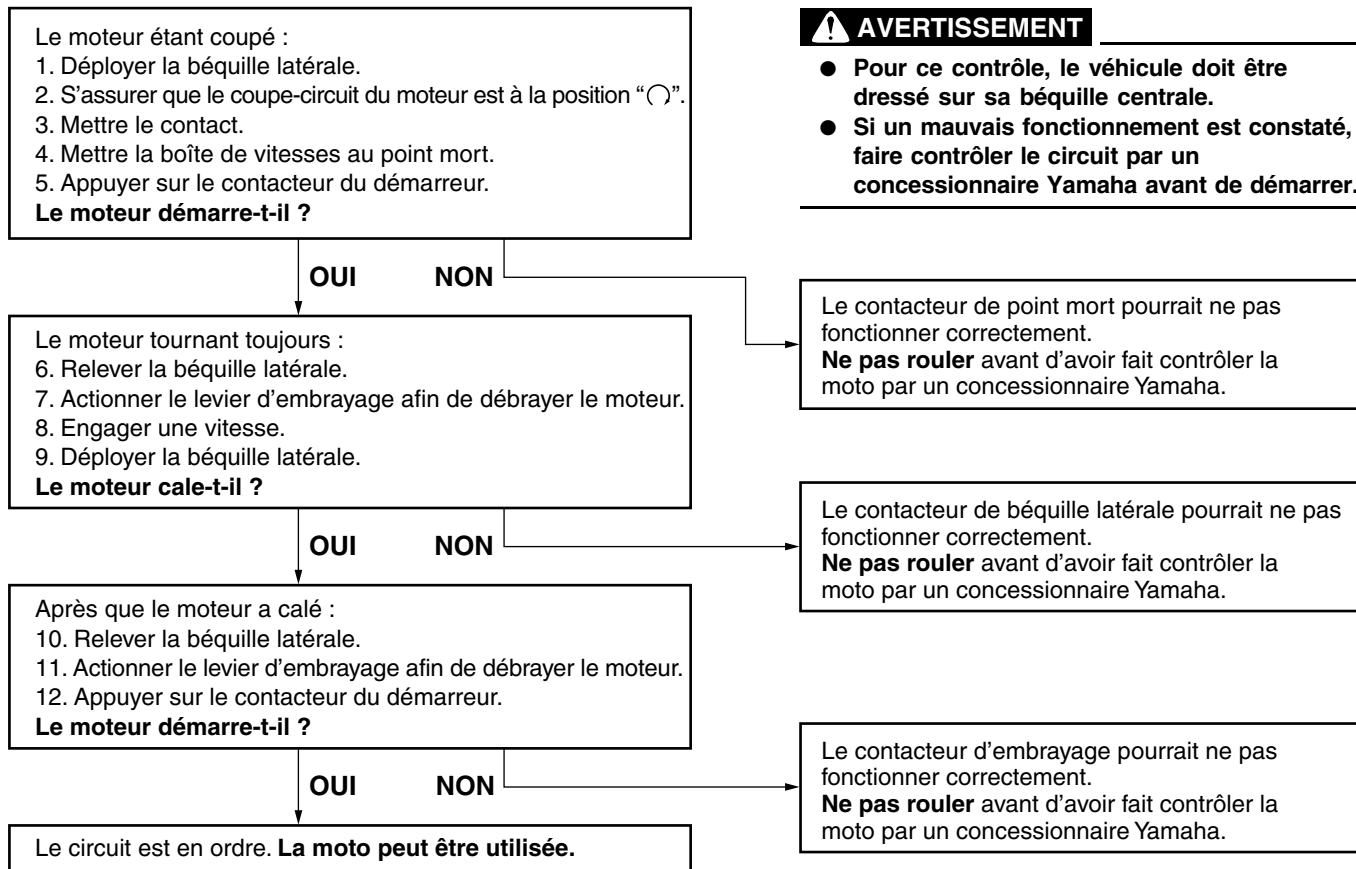 Le moteur étant coupé :
1. Déployer la béquille latérale.
2. S'assurer que le coupe-circuit du moteur est à la position “◯”.
3. Mettre le contact.
4. Mettre la boîte de vitesses au point mort.
5. Appuyer sur le contacteur du démarreur.
Le moteur démarre-t-il ?
AVERTISSEMENT
● Pour ce contrôle, le véhicule doit être
dressé sur sa béquille centrale.
● Si un mauvais fonctionnement est constaté,
faire contrôler le circuit par un
concessionnaire Yamaha avant de démarrer.
OUI NON
Le contacteur de point mort pourrait ne pas
fonctionner correctement.
Ne pas rouler avant d'avoir fait contrôler la
moto par un concessionnaire Yamaha.
Le moteur tournant toujours :
6. Relever la béquille latérale.
7. Actionner le levier d'embrayage afin de débrayer le moteur.
8. Engager une vitesse.
9. Déployer la béquille latérale.
Le moteur cale-t-il ?
OUI NON
Le contacteur de béquille latérale pourrait ne pas
fonctionner correctement.
Ne pas rouler avant d'avoir fait contrôler la
moto par un concessionnaire Yamaha.
Après que le moteur a calé :
10. Relever la béquille latérale.
11. Actionner le levier d'embrayage afin de débrayer le moteur.
12. Appuyer sur le contacteur du démarreur.
Le moteur démarre-t-il ?
OUI NON
Le contacteur d'embrayage pourrait ne pas
fonctionner correctement.
Ne pas rouler avant d'avoir fait contrôler la
moto par un concessionnaire Yamaha.
Le circuit est en ordre. La moto peut être utilisée.